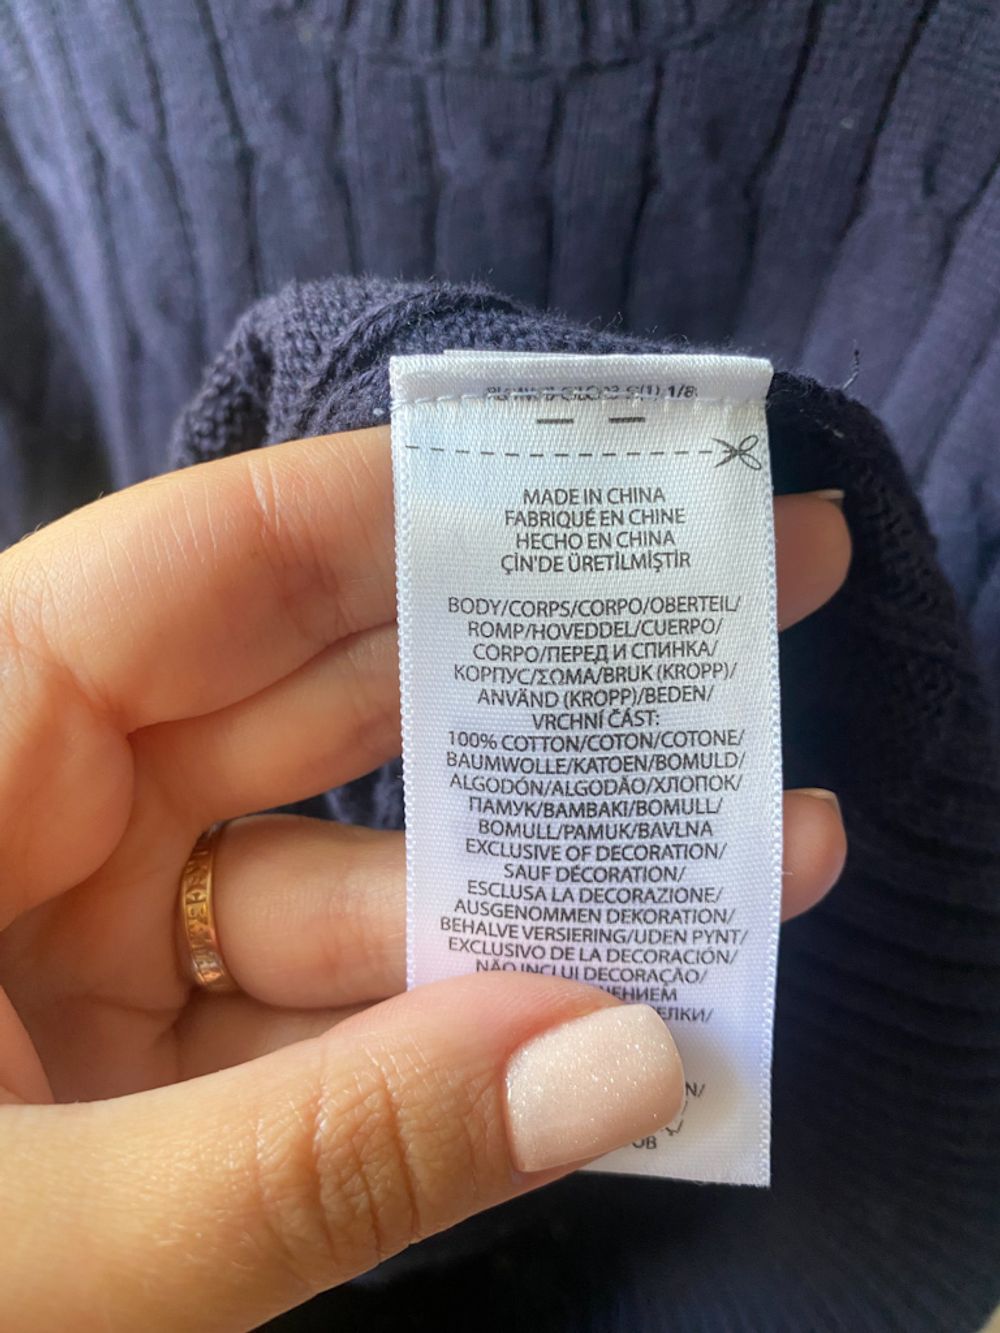 1/8
MADE IN CHINA
FABRIQUÉ EN CHINE
HECHO EN CHINA
ÇİN'DE ÜRETİLMİŞTİR
BODY/CORPS/CORPO/OBERTEIL/
ROMP/HOVEDDEL/CUERPO/
CORPO/ПЕРЕД И СПИНКА/
КОРПУС/ΣΩΜΑ/BRUK (KROPP)/
ANVÄND (KROPP)/BEDEN/
VRCHNÍ ČÁST:
100% COTTON/COTON/COTONE/
BAUMWOLLE/KATOEN/BOMULD/
ALGODÓN/ALGODÃO/ХЛОПОК/
ПАМУК/ΒΑΜΒΑΚΙ/BOMULL/
BOMULL/PAMUK/BAVLNA
EXCLUSIVE OF DECORATION/
SAUF DÉCORATION/
ESCLUSA LA DECORAZIONE/
AUSGENOMMEN DEKORATION/
BEHALVE VERSIERING/UDEN PYNT/
EXCLUSIVO DE LA DECORACIÓN/
NÃO INCLUI DECORAÇÃO/